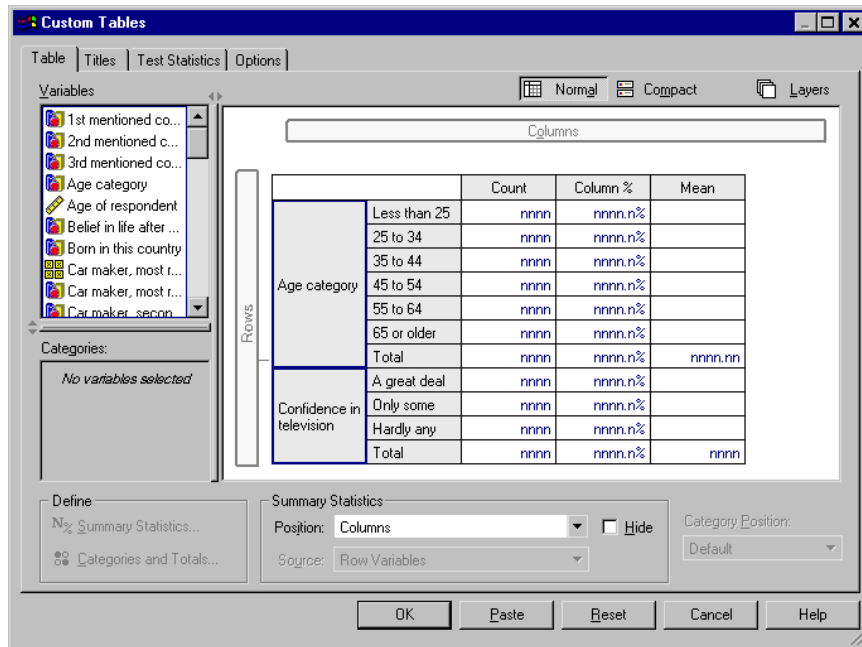 Custom Tables
Table Titles Test Statistics Options
Variables
Normal Compact Layers
1st mentioned co...
2nd mentioned c...
3rd mentioned co...
Age category
Age of respondent
Belief in life after ...
Born in this country
Car maker, most r...
Car maker, most r...
Car maker, secon
Categories:
No variables selected
Columns
Rows
Count Column % Mean
Age category
Less than 25 nnnn nnnn.n%
25 to 34 nnnn nnnn.n%
35 to 44 nnnn nnnn.n%
45 to 54 nnnn nnnn.n%
55 to 64 nnnn nnnn.n%
65 or older nnnn nnnn.n%
Total nnnn nnnn.n% nnnn.nn
Confidence in
television
A great deal nnnn nnnn.n%
Only some nnnn nnnn.n%
Hardly any nnnn nnnn.n%
Total nnnn nnnn.n% nnnn
Define
N% Summary Statistics...
Categories and Totals...
Summary Statistics
Position: Columns Hide
Source: Row Variables
Category Position:
Default
OK Paste Reset Cancel Help